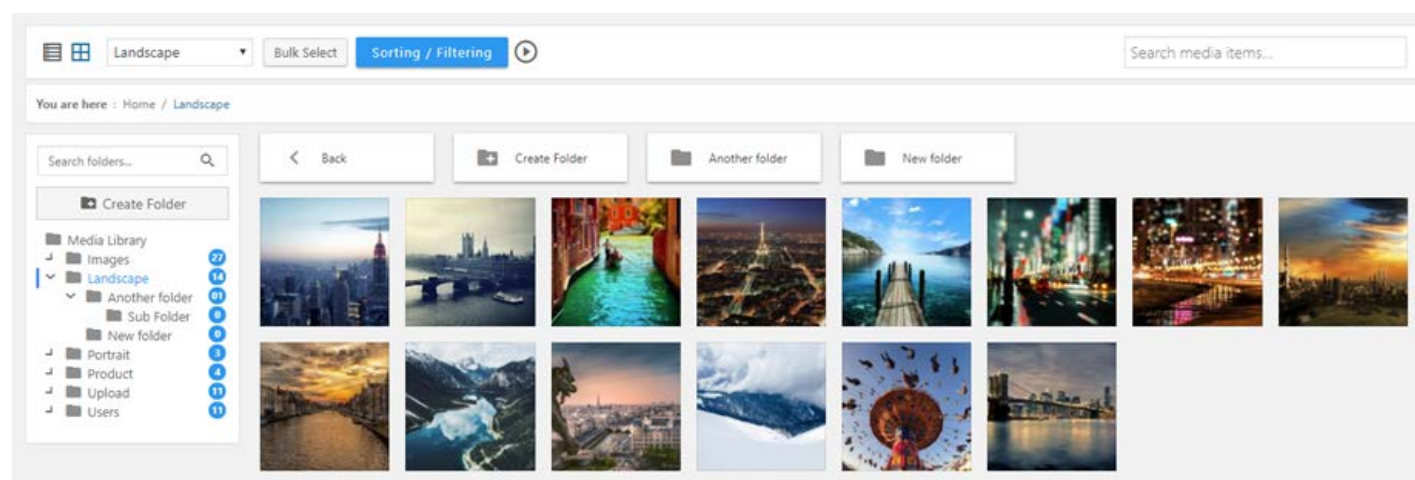 Landscape Bulk Select Sorting / Filtering Search media items...
You are here : Home / Landscape
Search folders...
Back Create Folder Another folder New folder
Create Folder
Media Library
Images 27
Landscape 14
Another folder 01
Sub Folder 0
New folder 0
Portrait 3
Product 4
Upload 11
Users 11